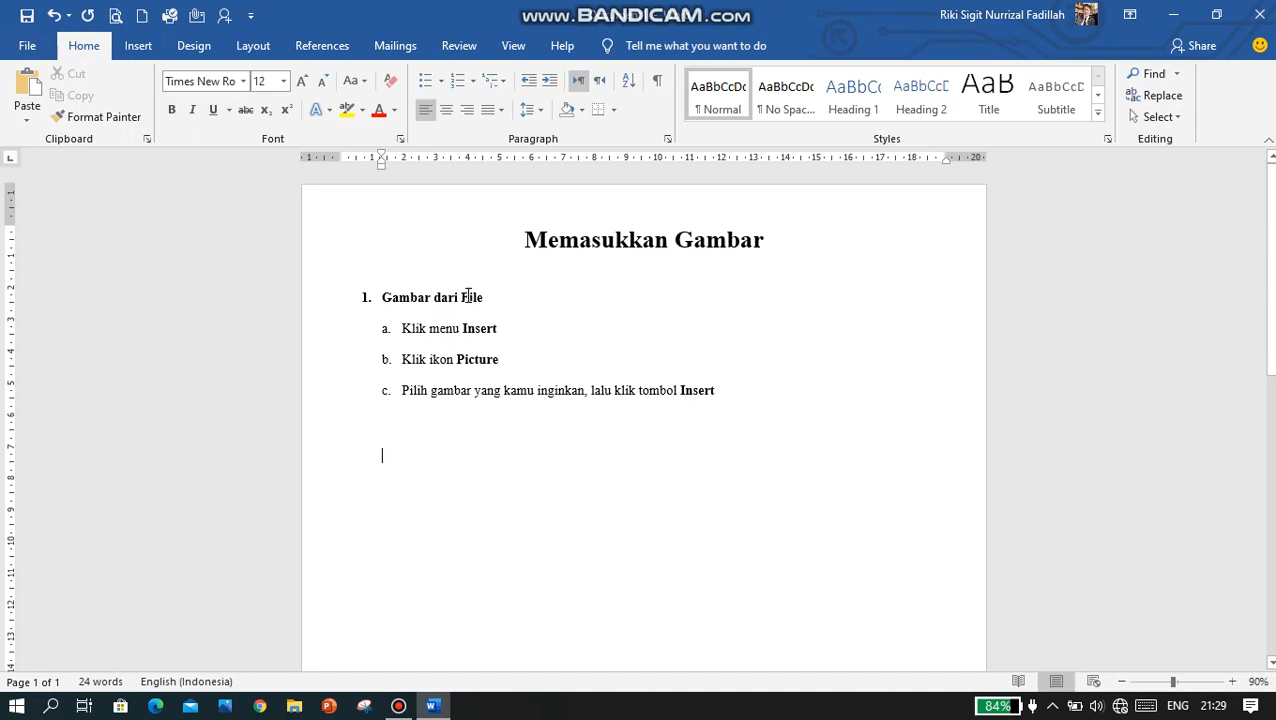 WWW.BANDICAM.COM
Riki Sigit Nurrizal Fadillah
File Home Insert Design Layout References Mailings Review View Help Tell me what you want to do Share
Paste
Cut
Copy
Format Painter
Clipboard
Times New Ro 12
Font
Paragraph
AaBbCcDc AaBbCcDc AaBbCc AaBbCcD AaB AaBbCcD
¶ Normal ¶ No Spac... Heading 1 Heading 2 Title Subtitle
Styles
Find
Replace
Select
Editing
Memasukkan Gambar
1. Gambar dari File
a. Klik menu Insert
b. Klik ikon Picture
c. Pilih gambar yang kamu inginkan, lalu klik tombol Insert
Page 1 of 1 24 words English (Indonesia) 90%
84% ENG 21:29